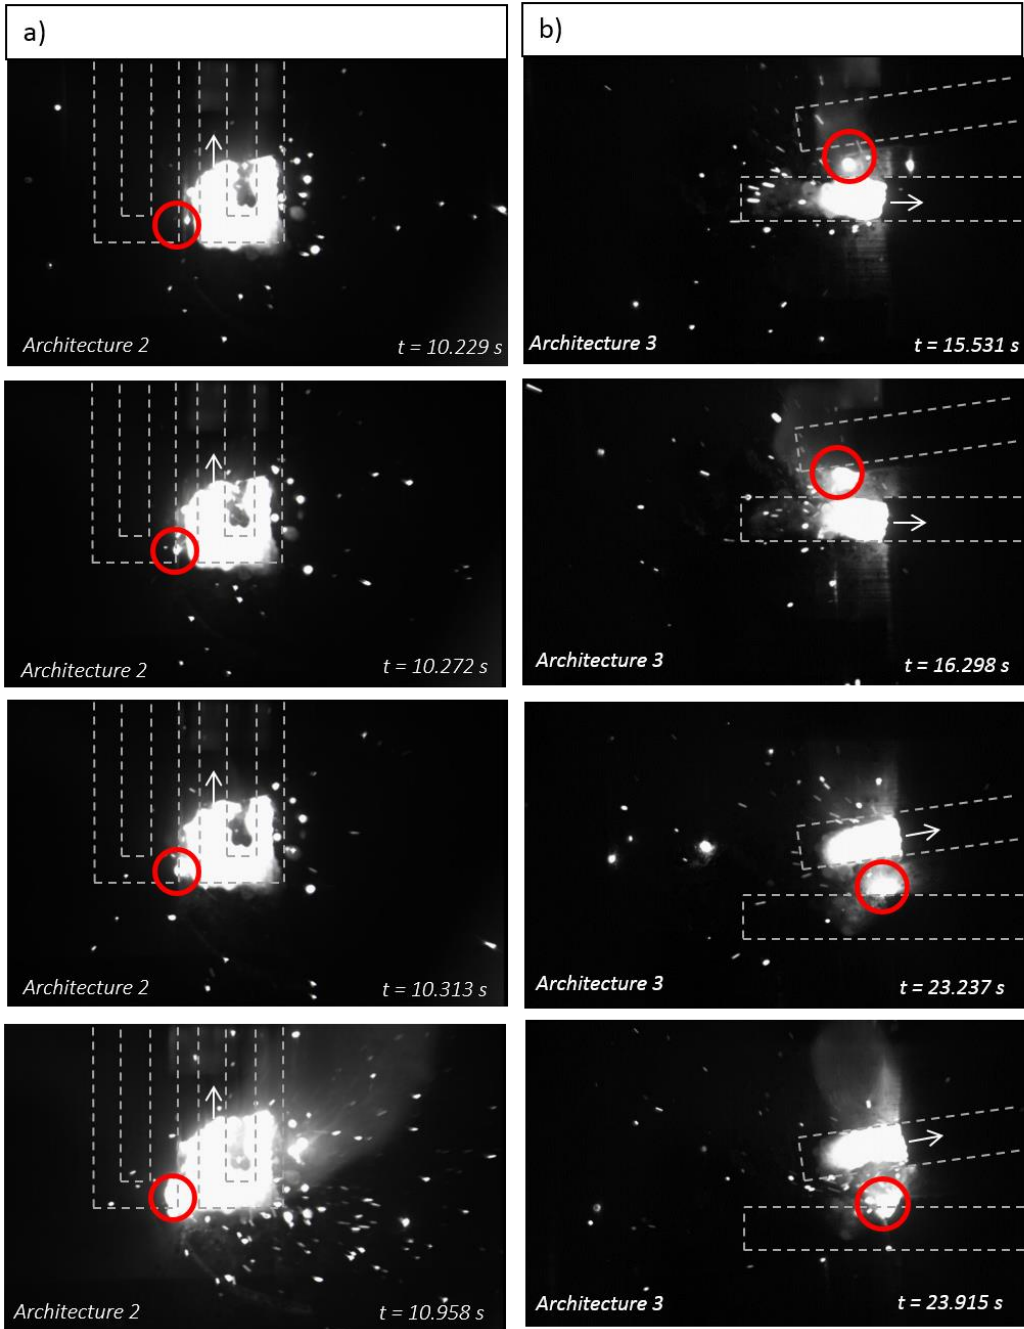 a)
b)
Architecture 2
t = 10.229 s
Architecture 3
t = 15.531 s
Architecture 2
t = 10.272 s
Architecture 3
t = 16.298 s
Architecture 2
t = 10.313 s
Architecture 3
t = 23.237 s
Architecture 2
t = 10.958 s
Architecture 3
t = 23.915 s